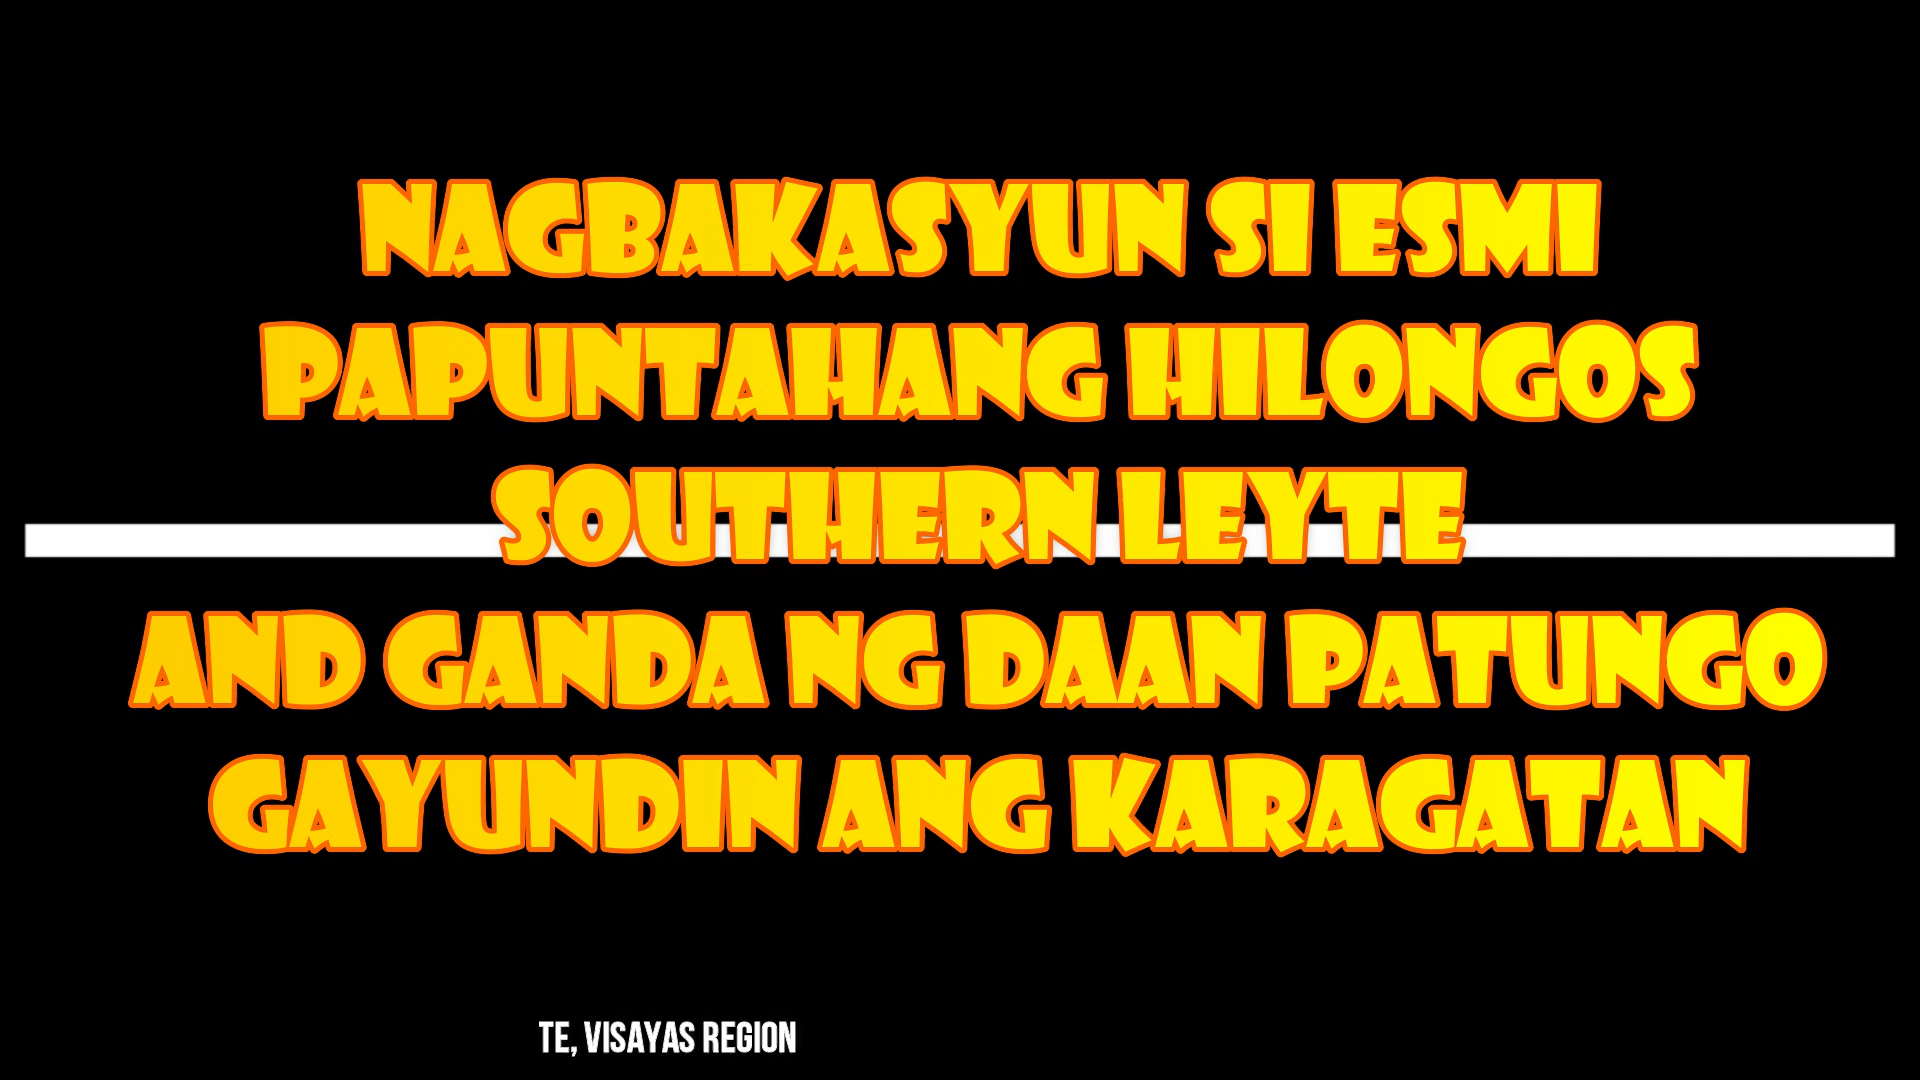 NAGBAKASYUN SI ESMI
PAPUNTAHANG HILONGOS
SOUTHERN LEYTE
AND GANDA NG DAAN PATUNGO
GAYUNDIN ANG KARAGATAN
TE, VISAYAS REGION